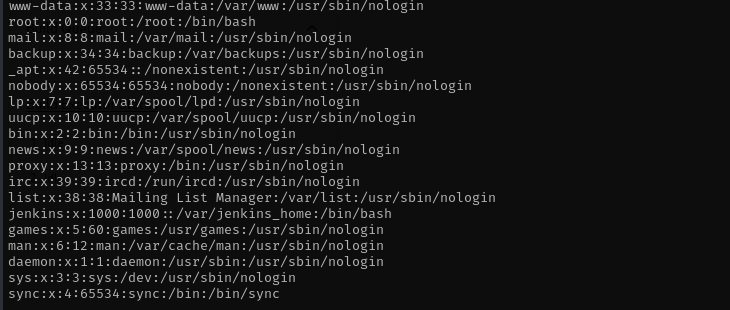 www-data:x:33:33:www-data:/var/www:/usr/sbin/nologin
root:x:0:0:root:/root:/bin/bash
mail:x:8:8:mail:/var/mail:/usr/sbin/nologin
backup:x:34:34:backup:/var/backups:/usr/sbin/nologin
_apt:x:42:65534::/nonexistent:/usr/sbin/nologin
nobody:x:65534:65534:nobody:/nonexistent:/usr/sbin/nologin
lp:x:7:7:lp:/var/spool/lpd:/usr/sbin/nologin
uucp:x:10:10:uucp:/var/spool/uucp:/usr/sbin/nologin
bin:x:2:2:bin:/bin:/usr/sbin/nologin
news:x:9:9:news:/var/spool/news:/usr/sbin/nologin
proxy:x:13:13:proxy:/bin:/usr/sbin/nologin
irc:x:39:39:ircd:/run/ircd:/usr/sbin/nologin
list:x:38:38:Mailing List Manager:/var/list:/usr/sbin/nologin
jenkins:x:1000:1000::/var/jenkins_home:/bin/bash
games:x:5:60:games:/usr/games:/usr/sbin/nologin
man:x:6:12:man:/var/cache/man:/usr/sbin/nologin
daemon:x:1:1:daemon:/usr/sbin:/usr/sbin/nologin
sys:x:3:3:sys:/dev:/usr/sbin/nologin
sync:x:4:65534:sync:/bin:/bin/sync